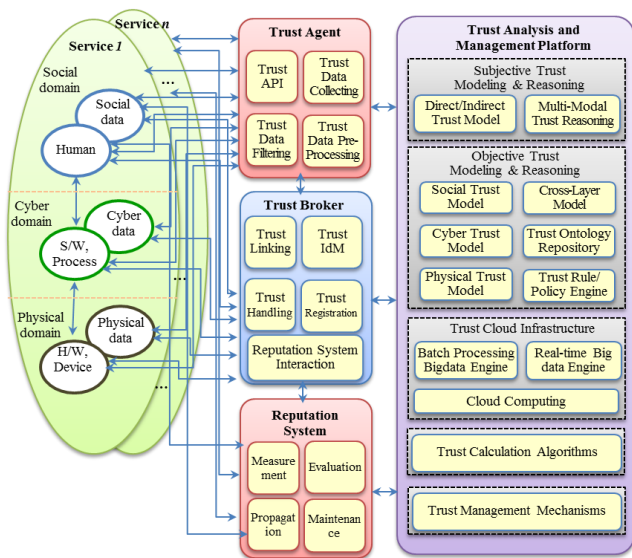 Service n
Service 1
...
Social
domain
Social
data
Human
Cyber
domain
Cyber
data
S/W,
Process
Physical
domain
Physical
data
H/W,
Device
...
...
...
Trust Agent
Trust
API
Trust
Data
Collecting
Trust
Data
Filtering
Trust
Data Pre-
Processing
Trust Broker
Trust
Linking
Trust
IdM
Trust
Handling
Trust
Registration
Reputation System
Interaction
Reputation
System
Measure
ment
Evaluation
Propagat
ion
Maintenan
ce
Trust Analysis and
Management Platform
Subjective Trust
Modeling & Reasoning
Direct/Indirect
Trust Model
Multi-Modal
Trust Reasoning
Objective Trust
Modeling & Reasoning
Social Trust
Model
Cross-Layer
Model
Cyber Trust
Model
Trust Ontology
Repository
Physical Trust
Model
Trust Rule/
Policy Engine
Trust Cloud Infrastructure
Batch Processing
Bigdata Engine
Real-time Big
data Engine
Cloud Computing
Trust Calculation Algorithms
Trust Management Mechanisms